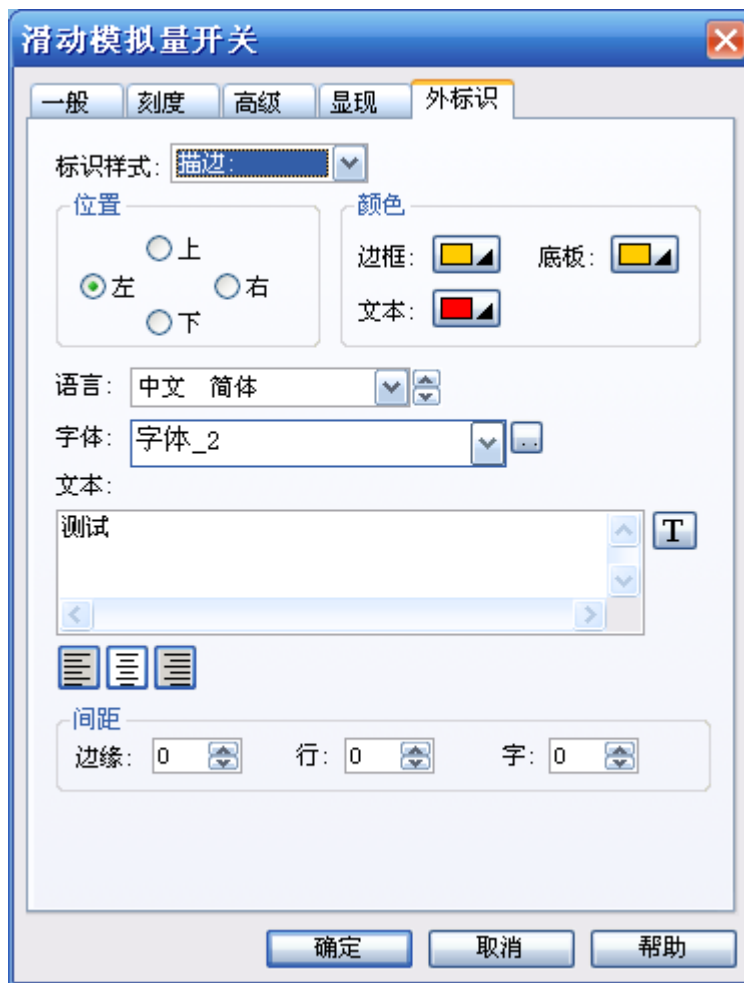 滑动模拟量开关
一般 刻度 高级 显现 外标识
标识样式: 描边:
位置
上
左 右
下
颜色
边框: 底板:
文本:
语言: 中文 简体
字体: 字体_2 ..
文本:
测试
T
间距
边缘: 0 行: 0 字: 0
确定 取消 帮助